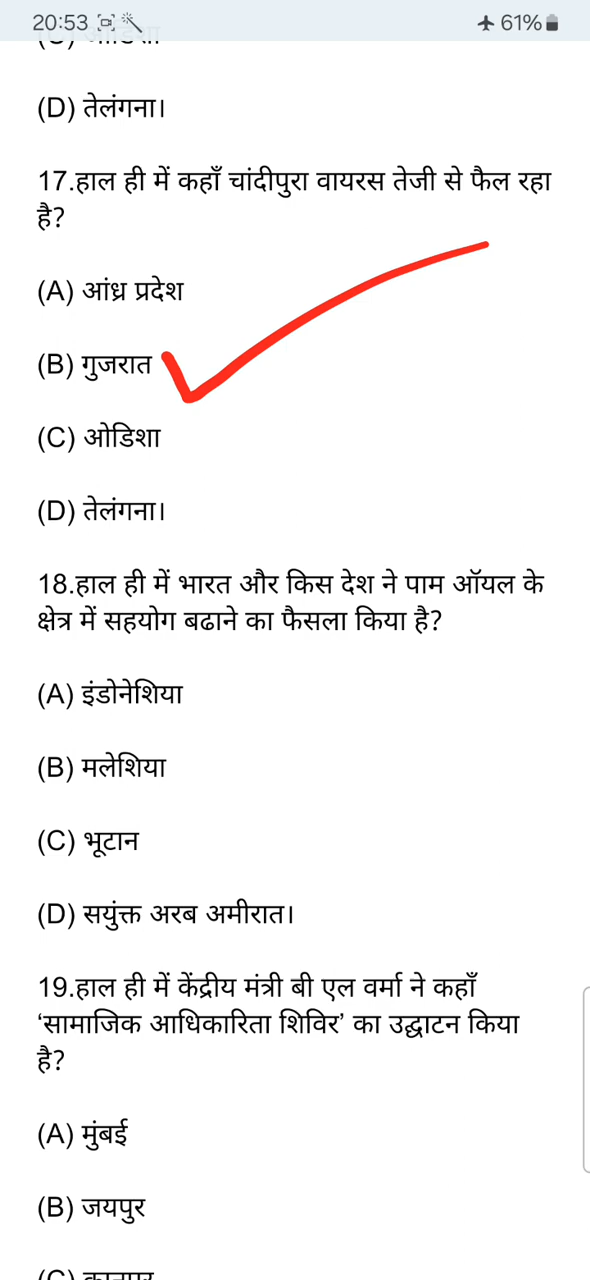 20:53
61%
(D) तेलंगना।
17.हाल ही में कहाँ चांदीपुरा वायरस तेजी से फैल रहा
है?
(A) आंध्र प्रदेश
(B) गुजरात
(C) ओडिशा
(D) तेलंगना।
18.हाल ही में भारत और किस देश ने पाम ऑयल के
क्षेत्र में सहयोग बढाने का फैसला किया है?
(A) इंडोनेशिया
(B) मलेशिया
(C) भूटान
(D) सयुंक्त अरब अमीरात।
19.हाल ही में केंद्रीय मंत्री बी एल वर्मा ने कहाँ
‘सामाजिक आधिकारिता शिविर’ का उद्घाटन किया
है?
(A) मुंबई
(B) जयपुर